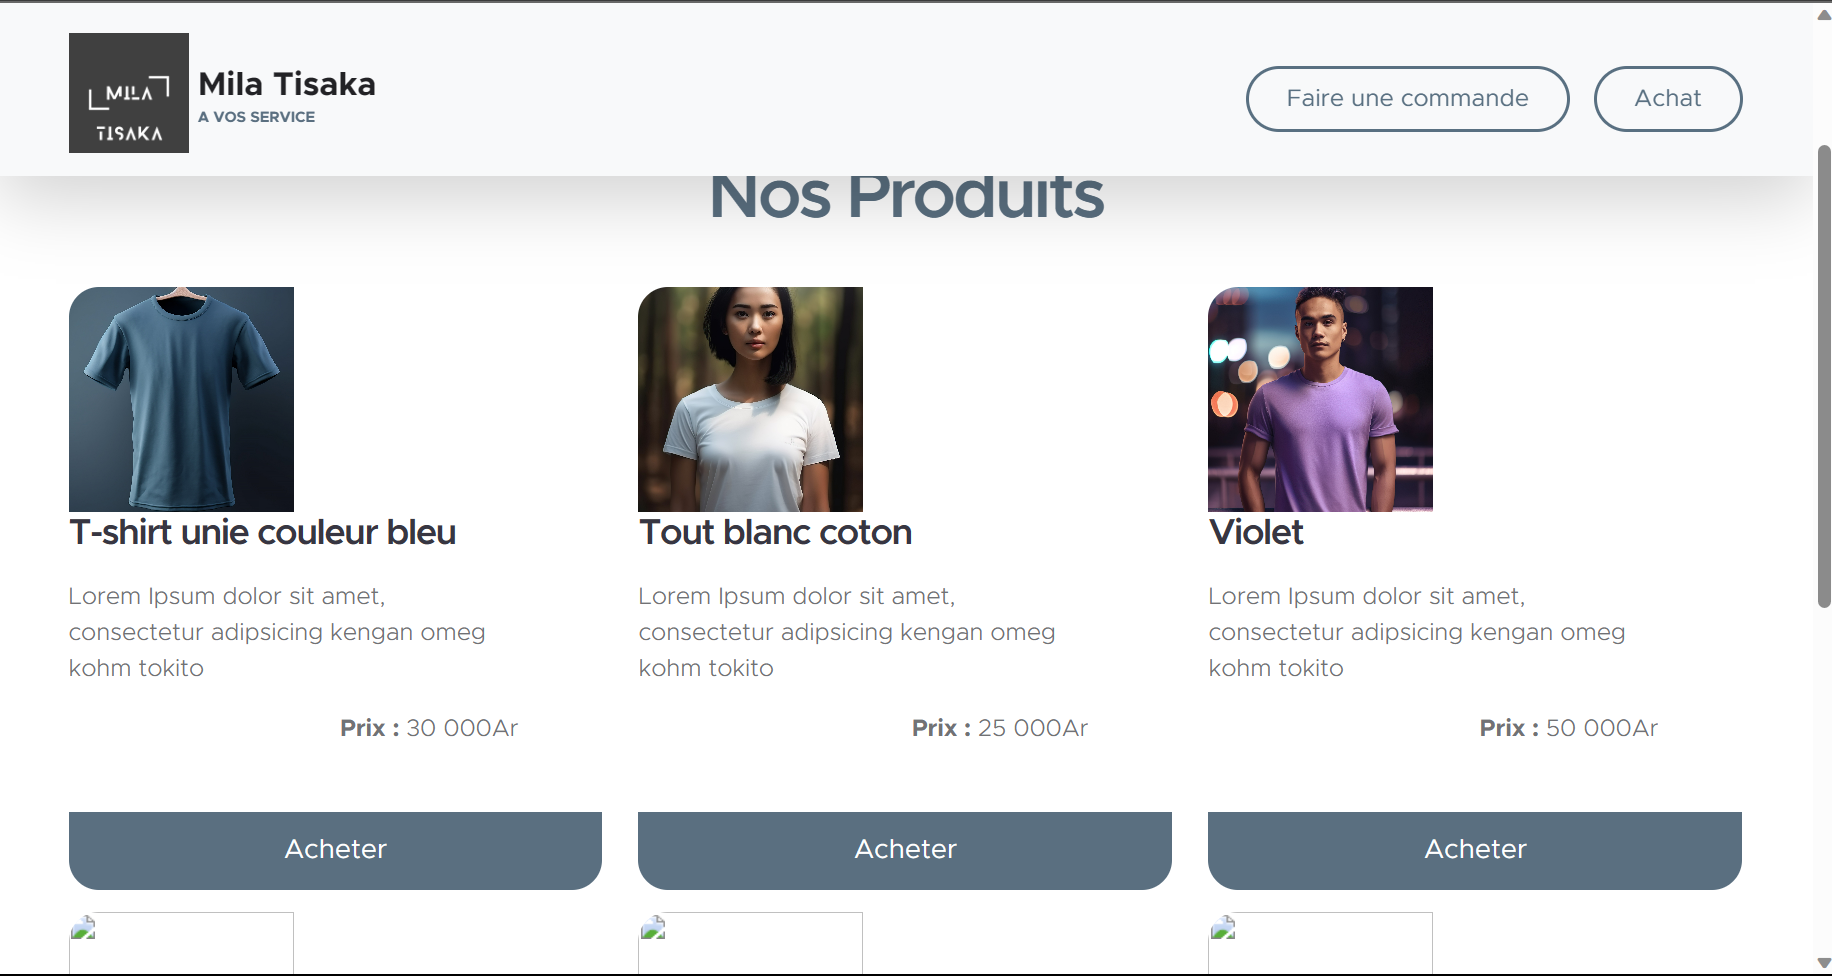 MILA
TISAKA
Mila Tisaka
A VOS SERVICE
Faire une commande
Achat
Nos Produits
T-shirt unie couleur bleu
Lorem Ipsum dolor sit amet,
consectetur adipsicing kengan omeg
kohm tokito
Prix : 30 000Ar
Acheter
Tout blanc coton
Lorem Ipsum dolor sit amet,
consectetur adipsicing kengan omeg
kohm tokito
Prix : 25 000Ar
Acheter
Violet
Lorem Ipsum dolor sit amet,
consectetur adipsicing kengan omeg
kohm tokito
Prix : 50 000Ar
Acheter